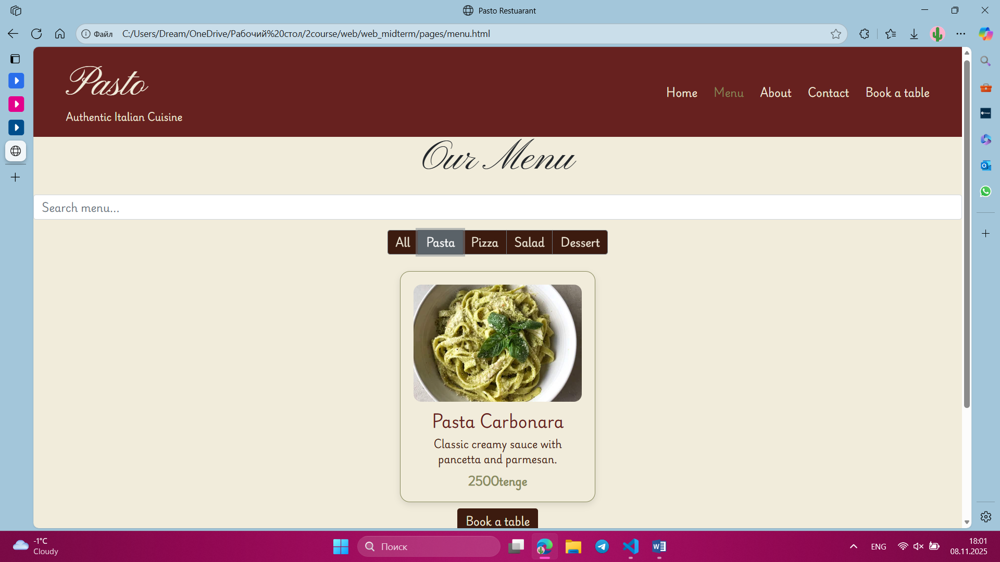 Pasto Restuarant
Файл C:/Users/Dream/OneDrive/Рабочий%20стол/2course/web/web_midterm/pages/menu.html
Pasto
Authentic Italian Cuisine
Home Menu About Contact Book a table
Our Menu
Search menu...
All Pasta Pizza Salad Dessert
Pasta Carbonara
Classic creamy sauce with
pancetta and parmesan.
2500tenge
Book a table
-1°C
Cloudy
Поиск
ENG
18:01
08.11.2025